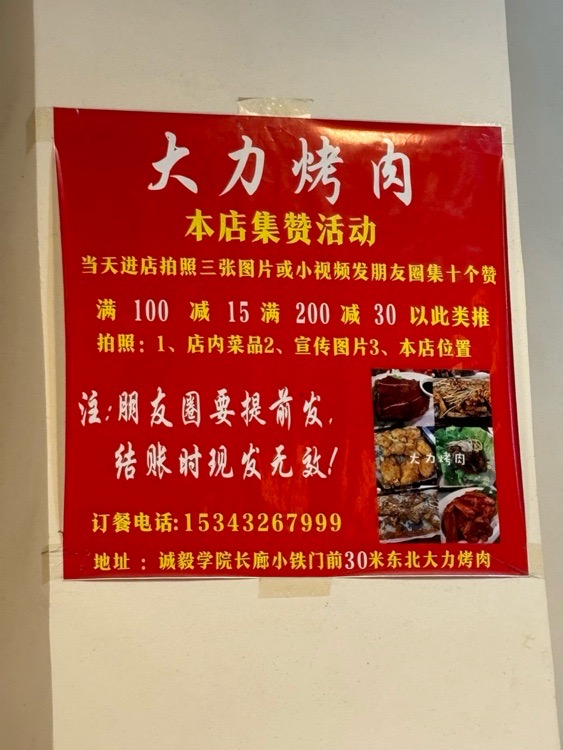 大力烤肉
本店集赞活动
当天进店拍照三张图片或小视频发朋友圈集十个赞
满 100 减 15 满 200 减 30 以此类推
拍照：1、店内菜品2、宣传图片3、本店位置
注:朋友圈要提前发,
结账时现发无效!
大力烤肉
订餐电话:15343267999
地址：诚毅学院长廊小铁门前30米东北大力烤肉